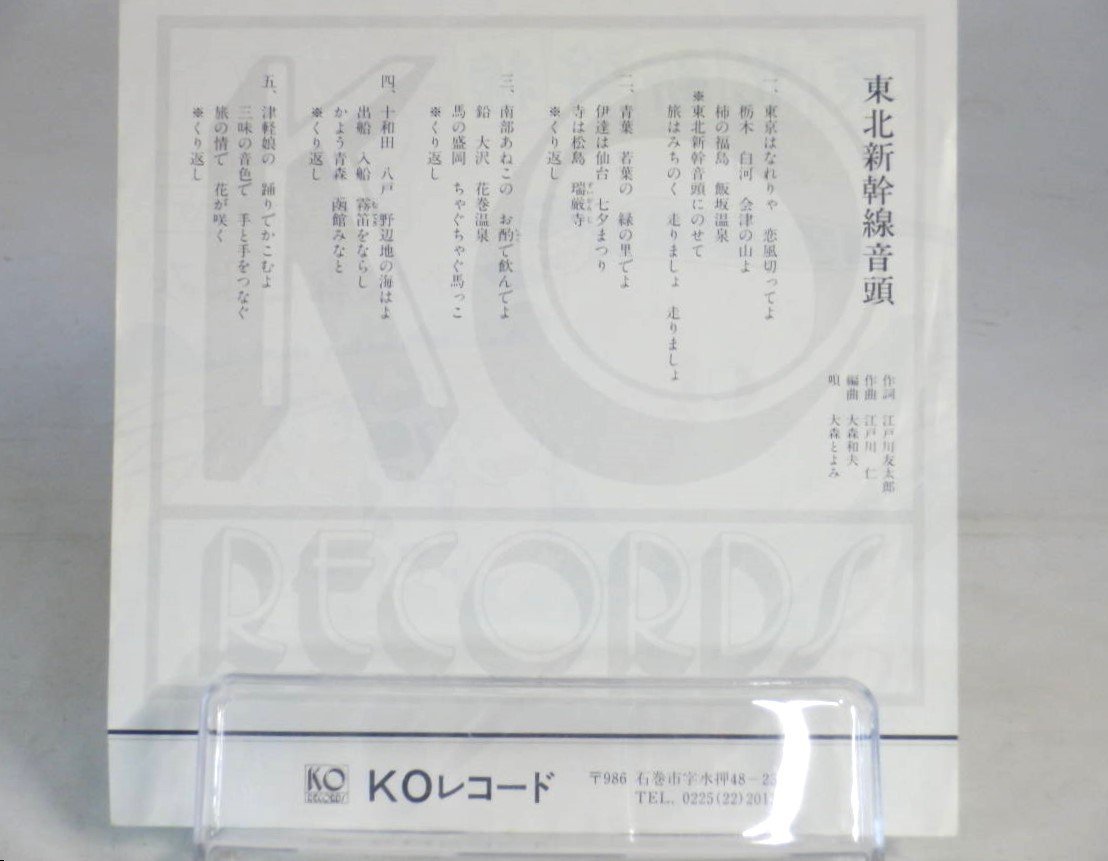 東北新幹線音頭
作詞 江戸川友太郎
作曲 江戸川 仁
編曲 大森和夫
唄 大森とよみ
一、東京はなれりゃ 恋風切ってよ
栃木 白河 会津の山よ
柿の福島 飯坂温泉
※東北新幹音頭にのせて
旅はみちのく 走りましょ 走りましょ
二、青葉 若葉の 緑の里でよ
伊達は仙台 七夕まつり
寺は松島 瑞厳寺
※くり返し
三、南部あねこの お酌で飲んでよ
鉛 大沢 花巻温泉
馬の盛岡 ちゃぐちゃぐ馬っこ
※くり返し
四、十和田 八戸 野辺地の海はよ
出船 入船 霧笛をならし
かよう青森 函館みなと
※くり返し
五、津軽娘の 踊りでかこむよ
三味の音色で 手と手をつなぐ
旅の情で 花が咲く
※くり返し
KO
RECORDS
KO
RECORDS
KOレコード
〒986 石巻市字水押48-23
TEL. 0225(22)201